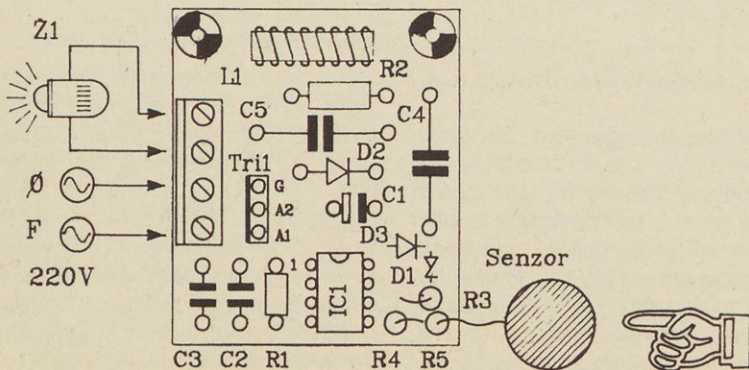 Z1
L1
R2
C5
C4
D2
Tri1
G
A2
A1
C1
D3
Ø
F
220V
1
IC1
D1
Senzor
R3
C3 C2 R1 R4 R5